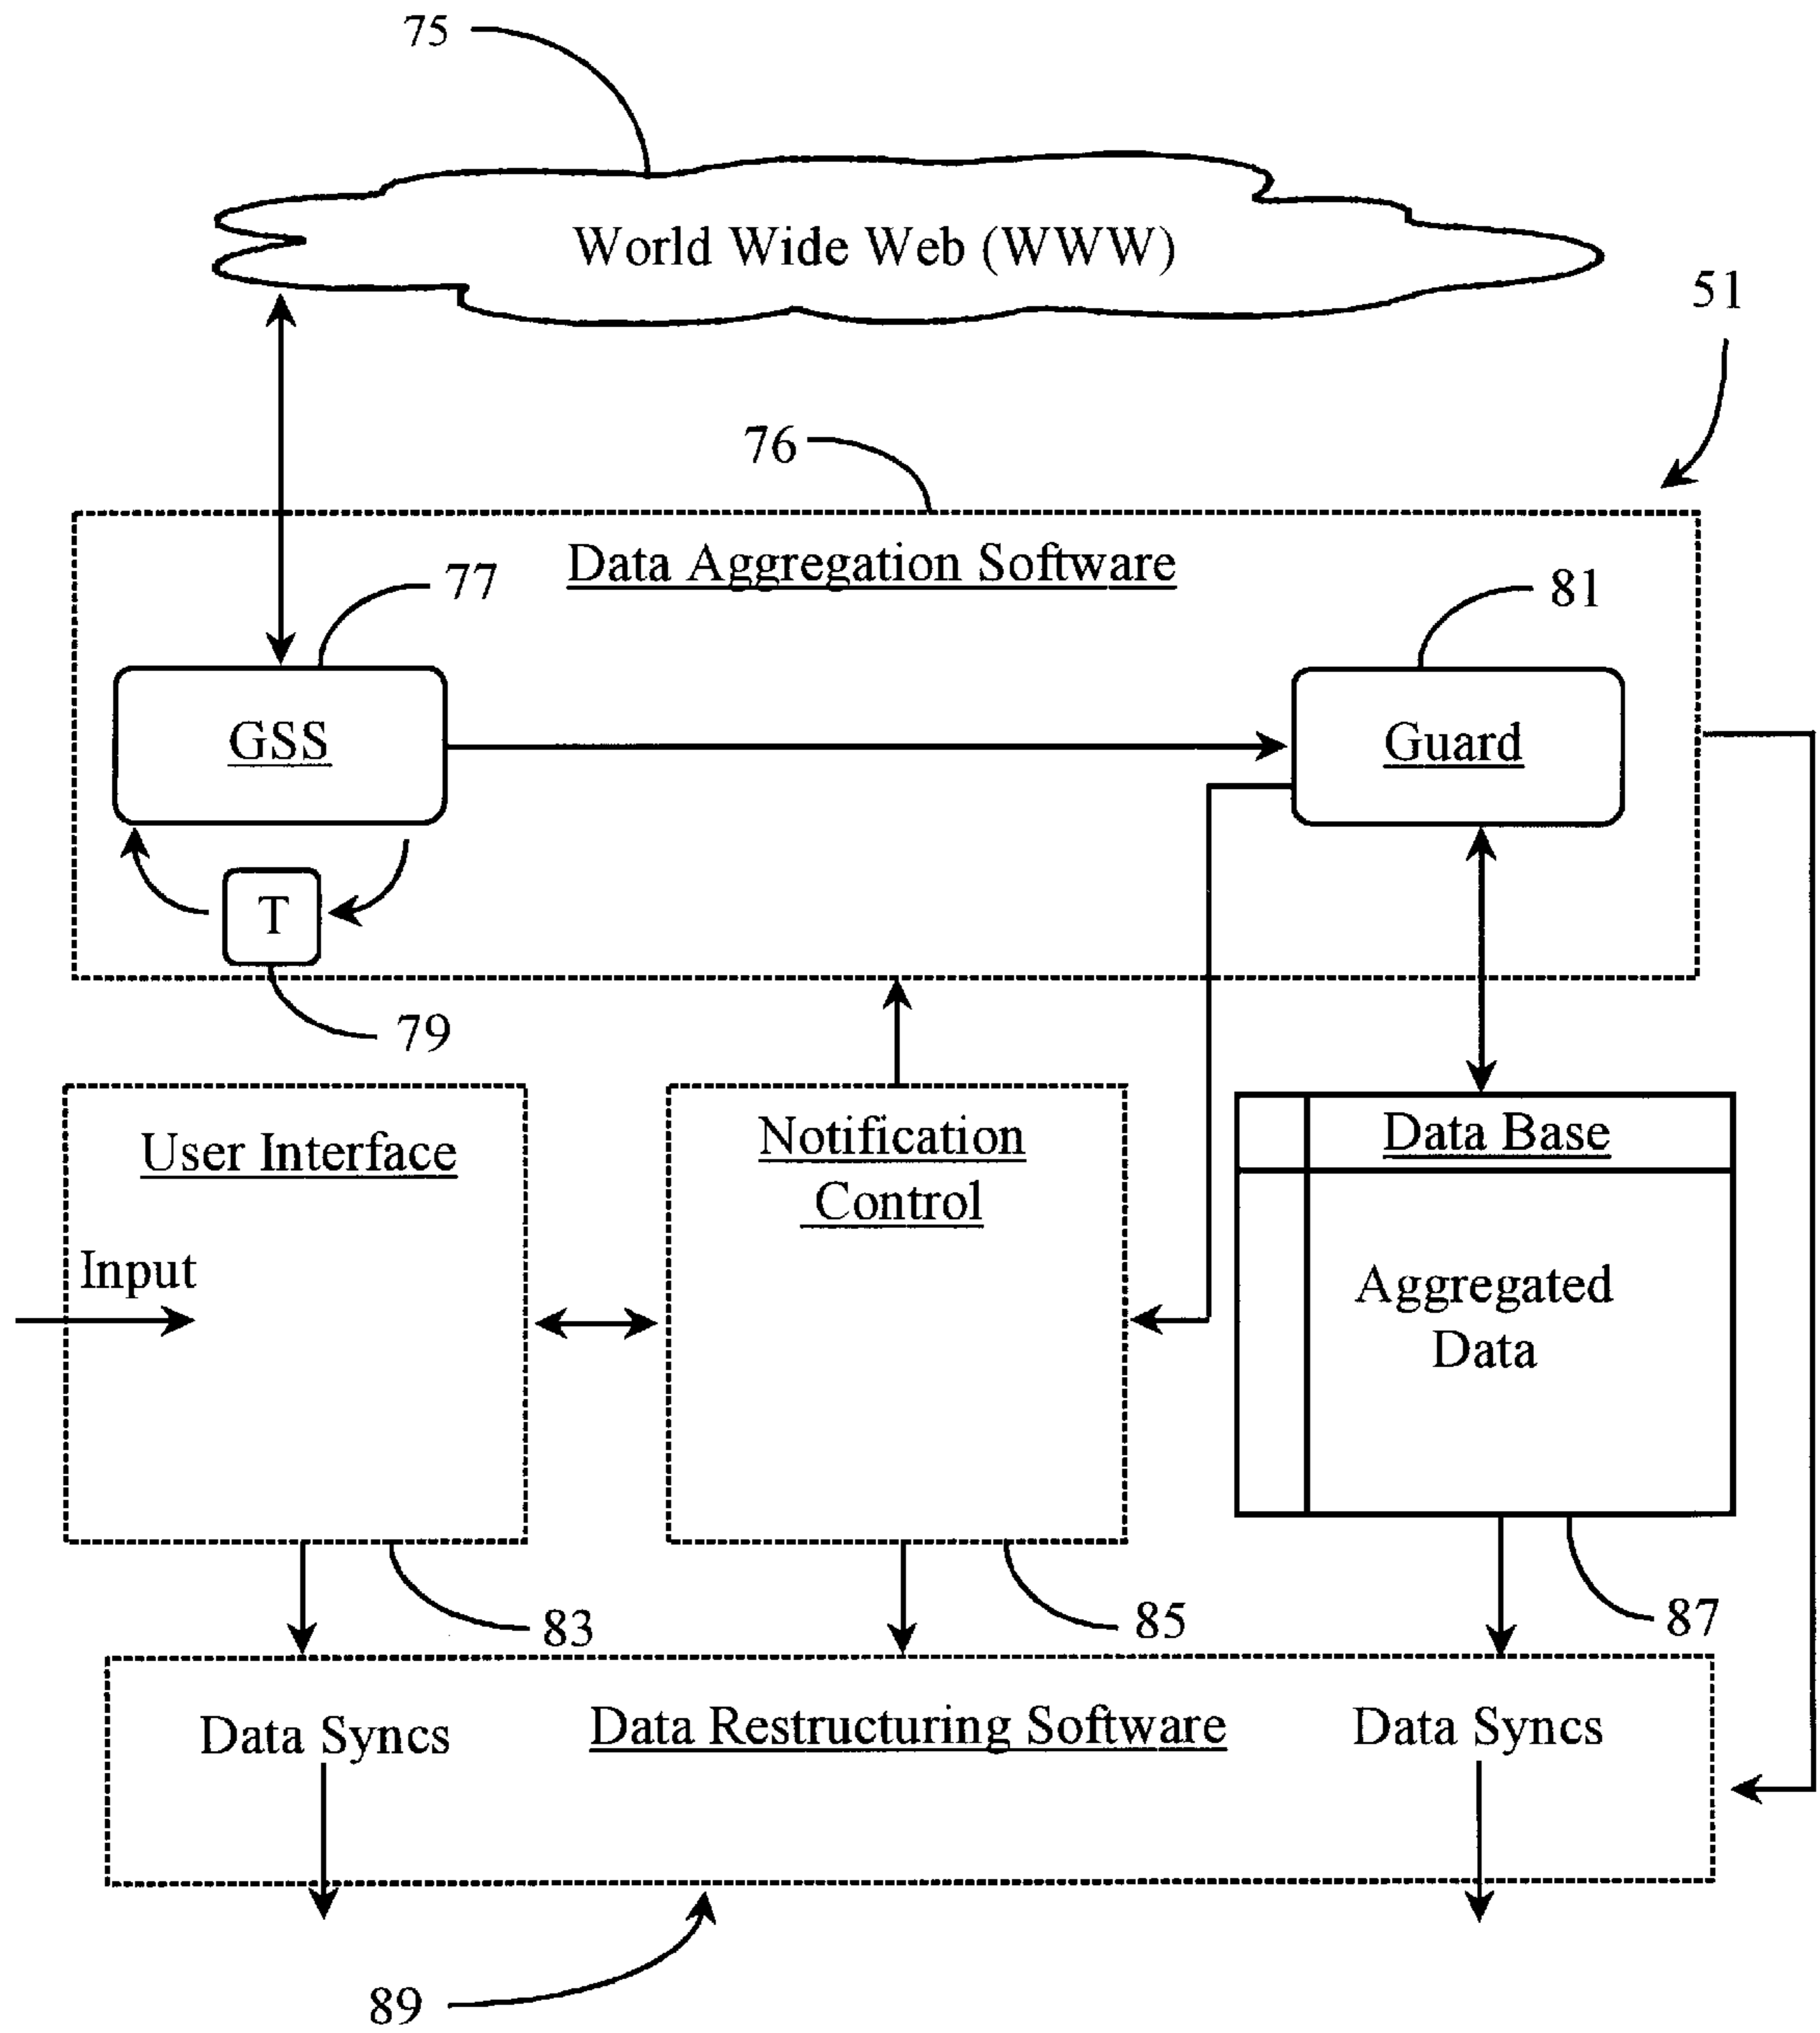 75
World Wide Web (WWW)
51
76
Data Aggregation Software
77
81
GSS
Guard
T
79
User Interface
Notification
Control
Data Base
Input
Aggregated
Data
83
85
87
Data Syncs
Data Restructuring Software
Data Syncs
89